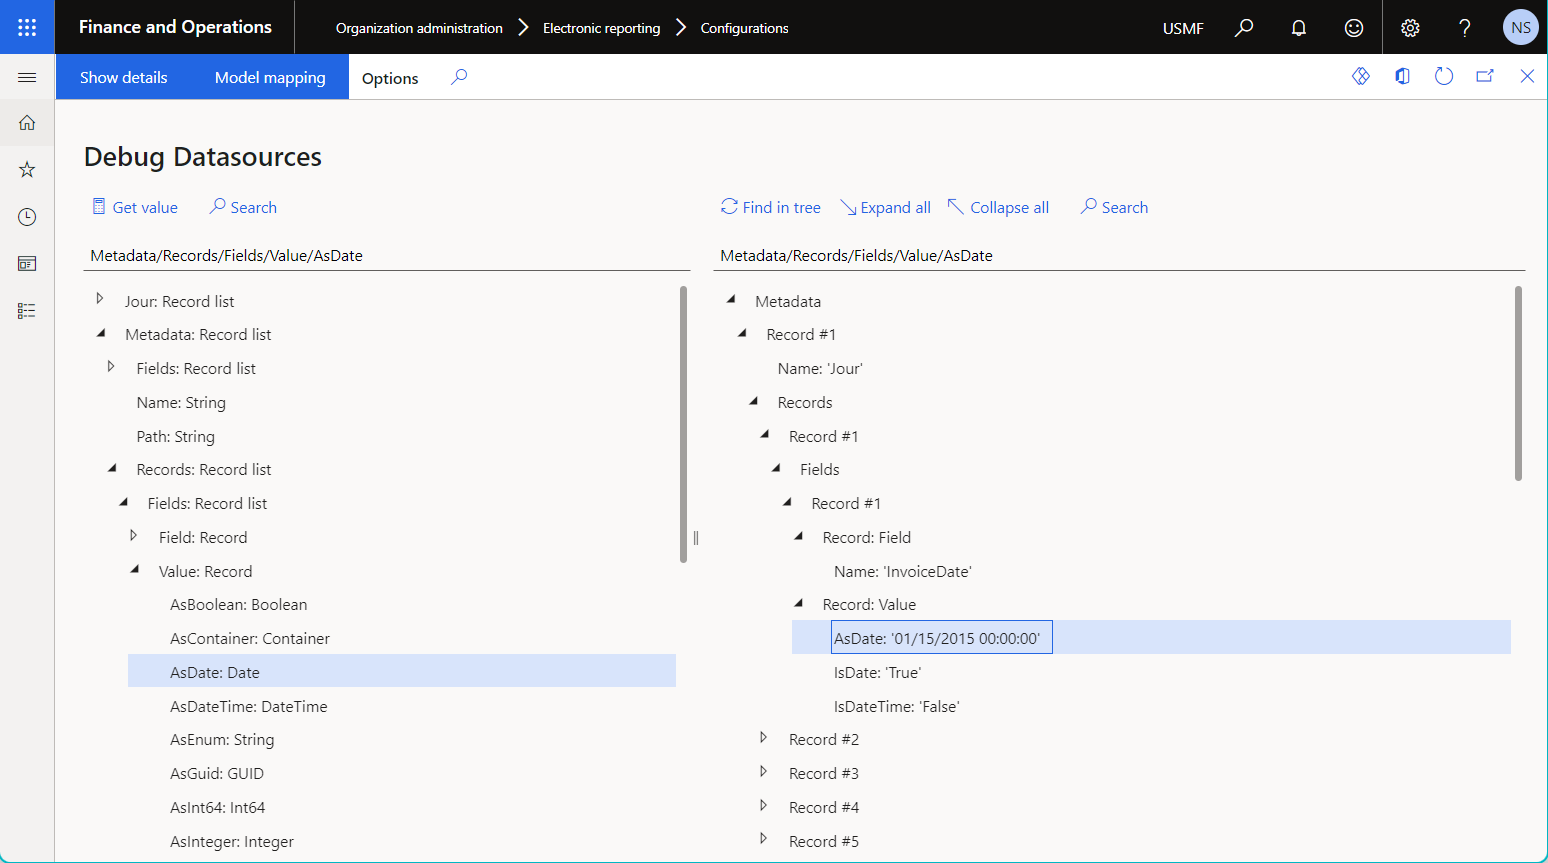 Finance and Operations
Organization administration
Electronic reporting
Configurations
USMF
?
NS
Show details
Model mapping
Options
Debug Datasources
Get value
Search
Find in tree
Expand all
Collapse all
Search
Metadata/Records/Fields/Value/AsDate
Jour: Record list
Metadata: Record list
Fields: Record list
Name: String
Path: String
Records: Record list
Fields: Record list
Field: Record
Value: Record
AsBoolean: Boolean
AsContainer: Container
AsDate: Date
AsDateTime: DateTime
AsEnum: String
AsGuid: GUID
AsInt64: Int64
AsInteger: Integer
Metadata/Records/Fields/Value/AsDate
Metadata
Record #1
Name: 'Jour'
Records
Record #1
Fields
Record #1
Record: Field
Name: 'InvoiceDate'
Record: Value
AsDate: '01/15/2015 00:00:00'
IsDate: 'True'
IsDateTime: 'False'
Record #2
Record #3
Record #4
Record #5